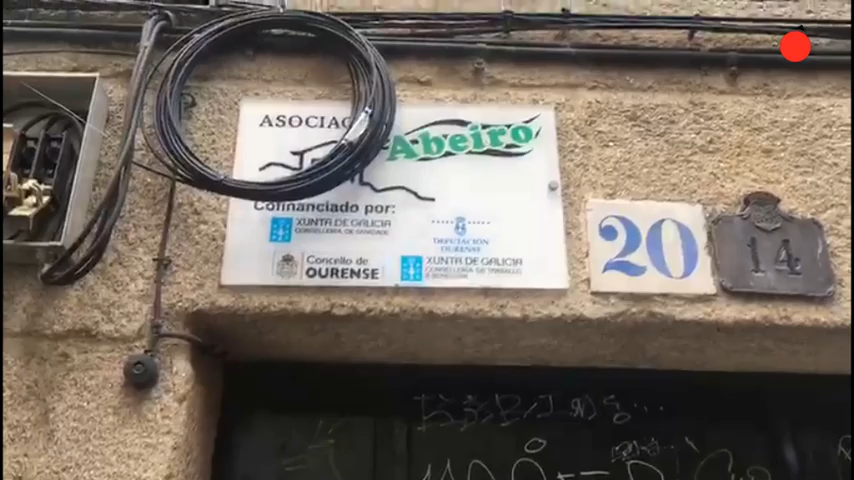 ASOCIAC
Abeiro
Cofinanciado por:
XUNTA DE GALICIA
CONSELLERÍA DE SANIDADE
DEPUTACIÓN
OURENSE
Concello de
OURENSE
XUNTA DE GALICIA
CONSELLERÍA DE TRABALLO
E BENESTAR
20
14